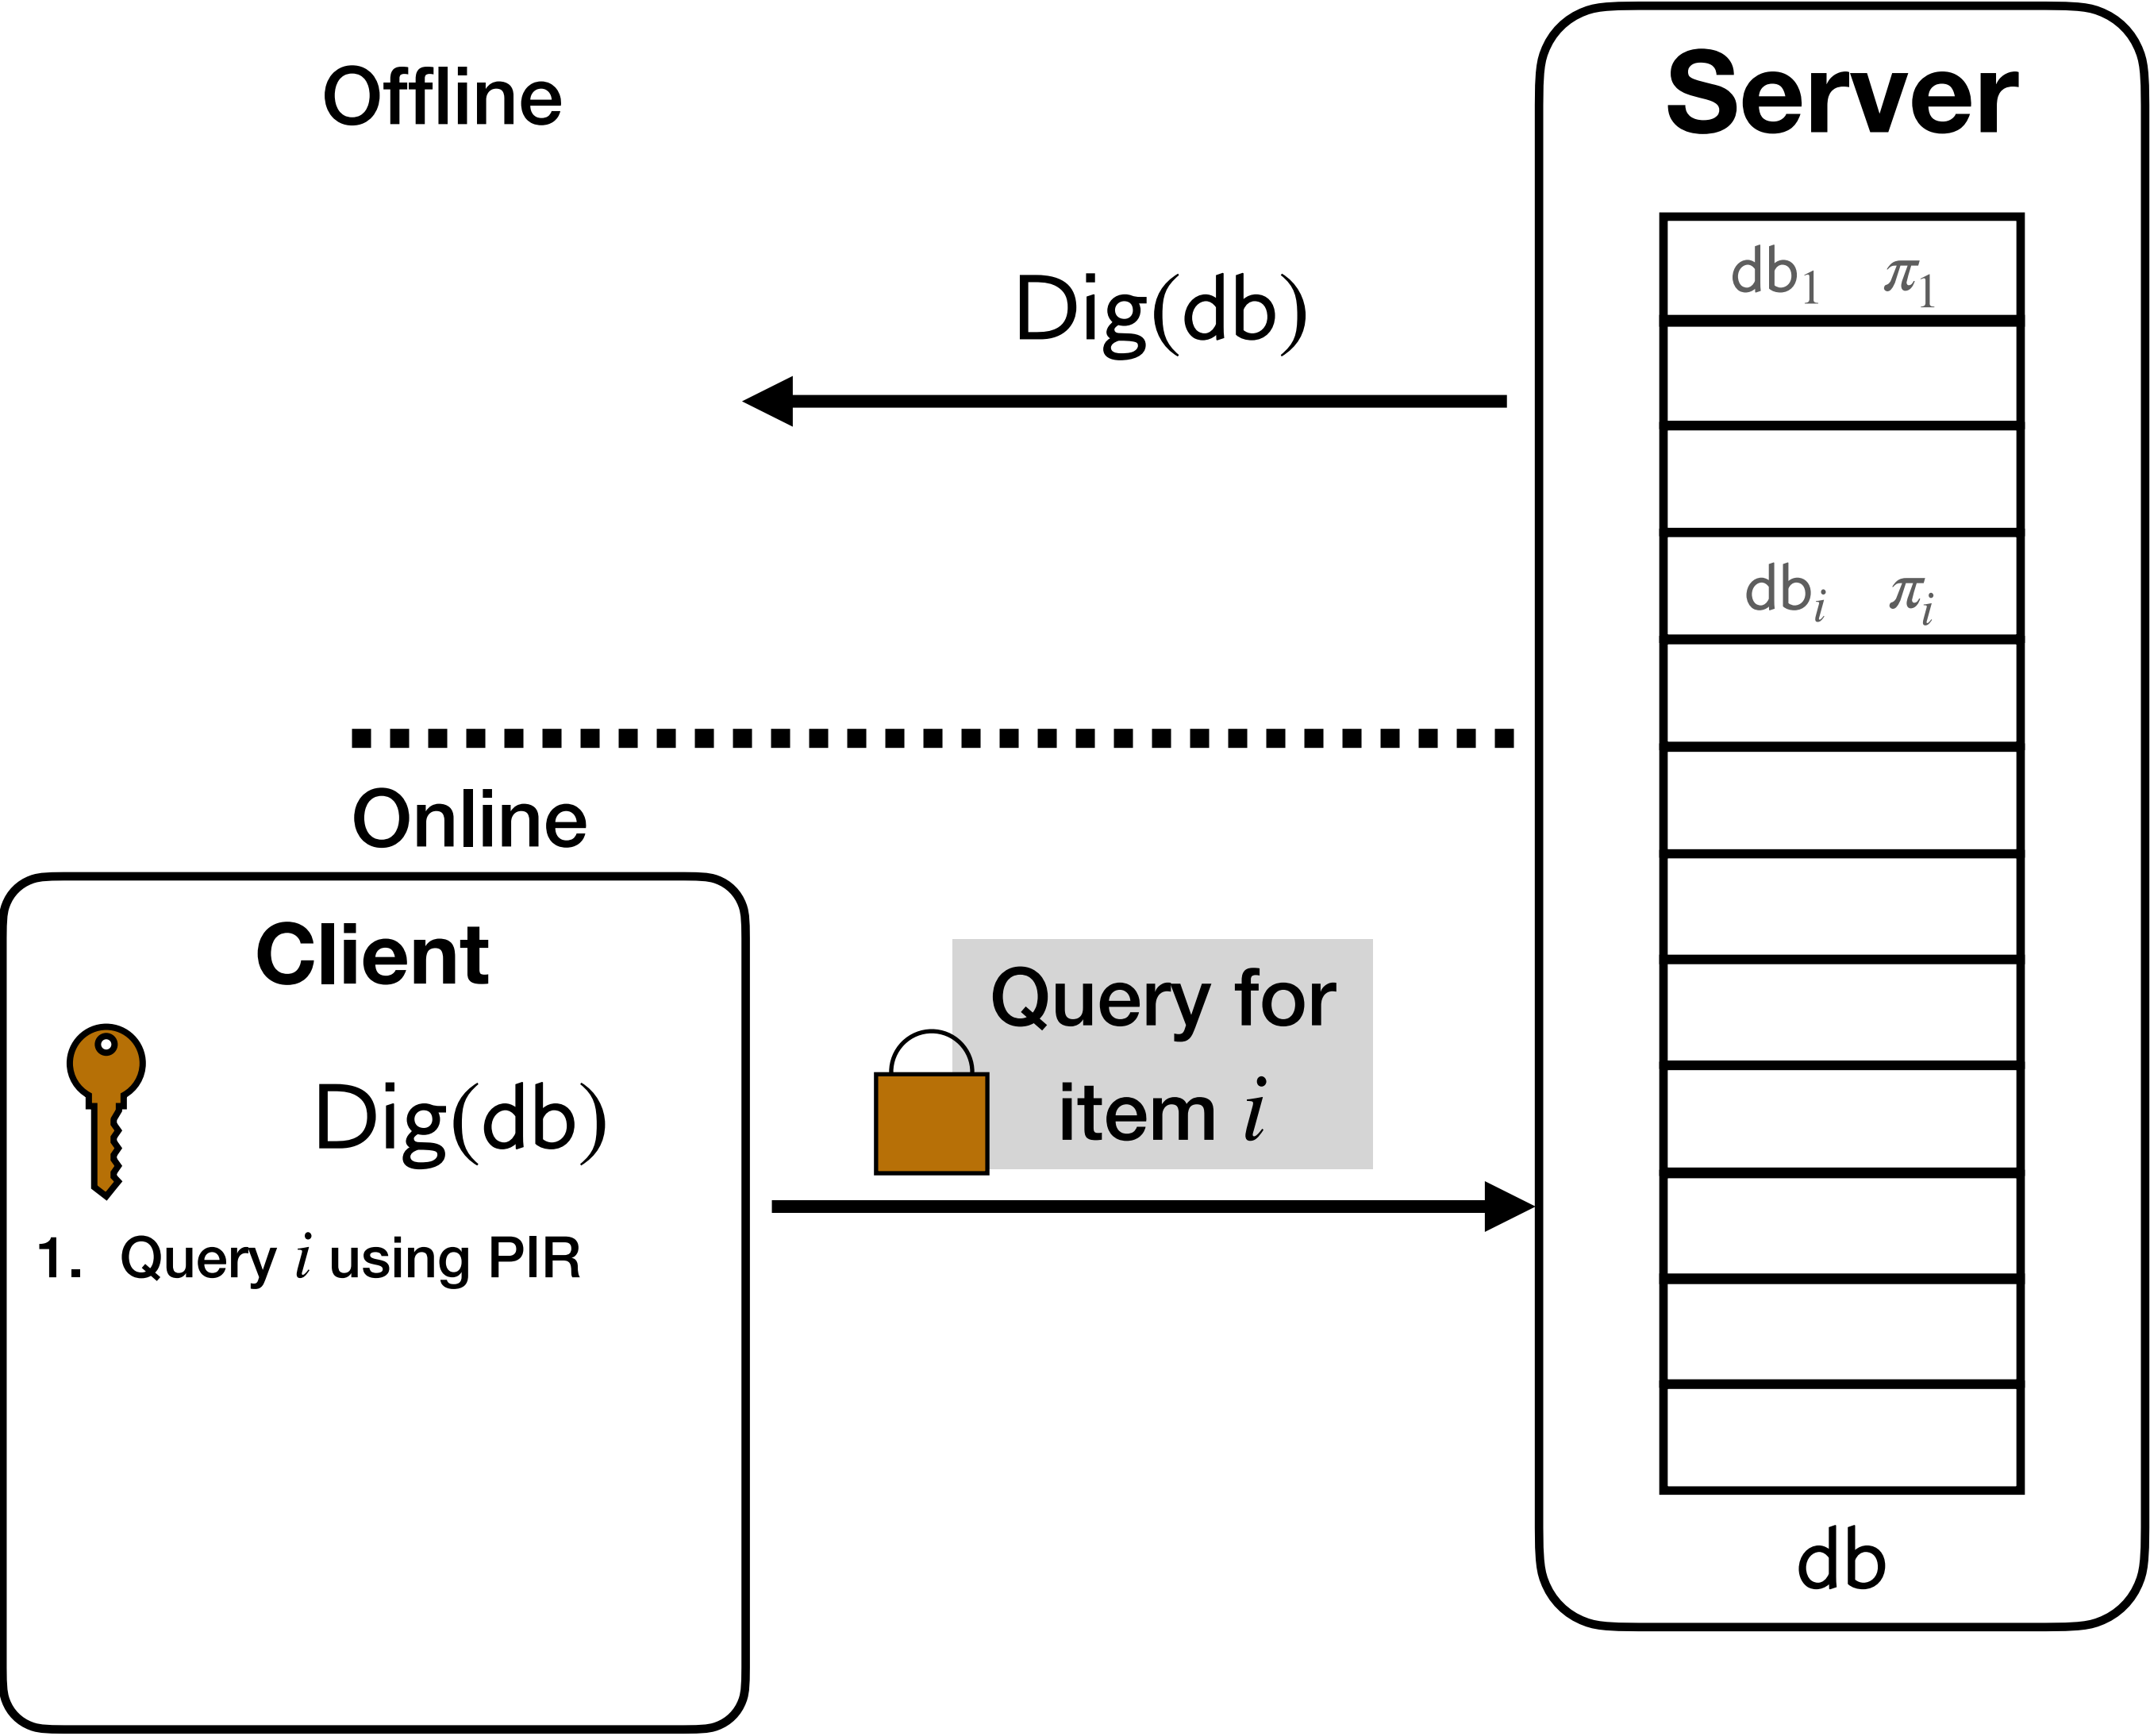 Offline
Server
Dig(db)
db₁ π₁
dbᵢ πᵢ
Online
Client
Query for
item i
Dig(db)
1. Query i using PIR
db